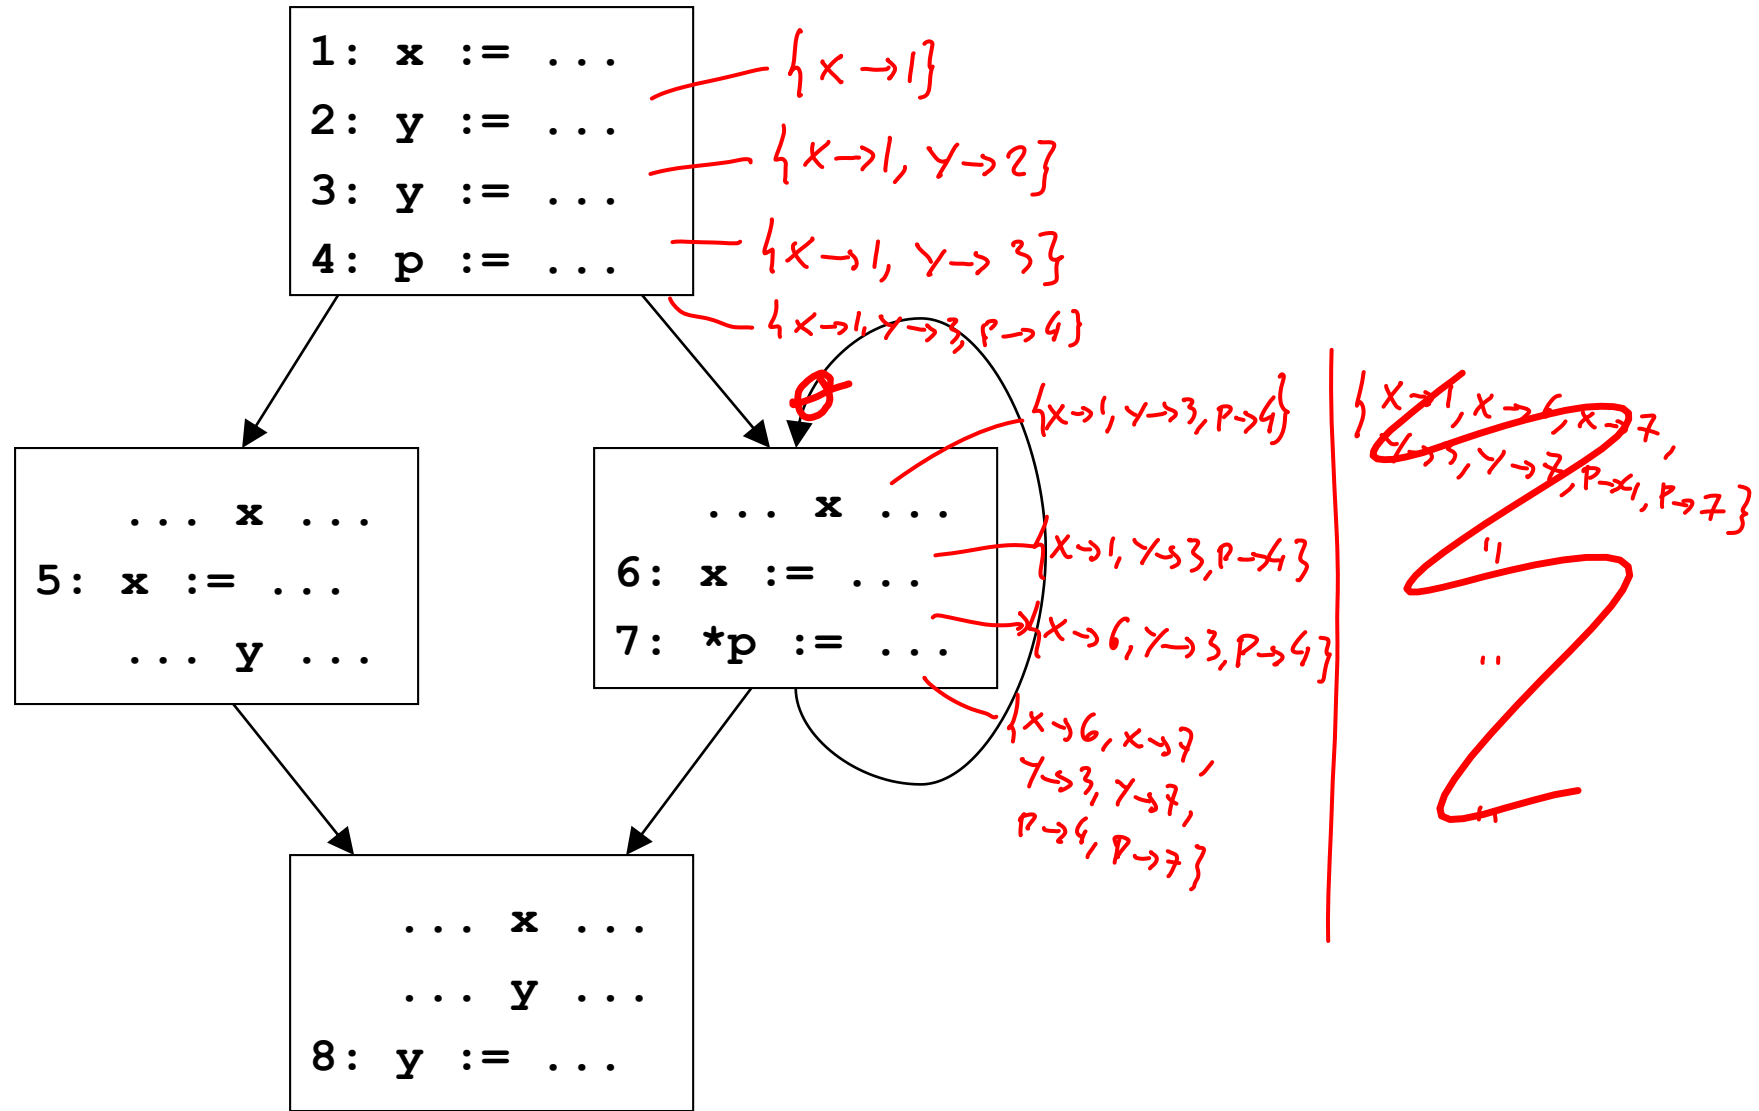 1: x := ...
2: y := ...
3: y := ...
4: p := ...
{x→1}
{x→1, y→2}
{x→1, y→3}
{x→1, y→3, p→4}
∅
... x ...
5: x := ...
... y ...
... x ...
6: x := ...
7: *p := ...
{x→1, y→3, p→4}
{x→1, y→3, p→4}
{x→6, y→3, p→4}
{x→6, x→7,
y→3, y→7,
p→4, p→7}
{x→1, x→6, x→7,
y→3, y→7, p→4, p→7}
"
"
"
... x ...
... y ...
8: y := ...